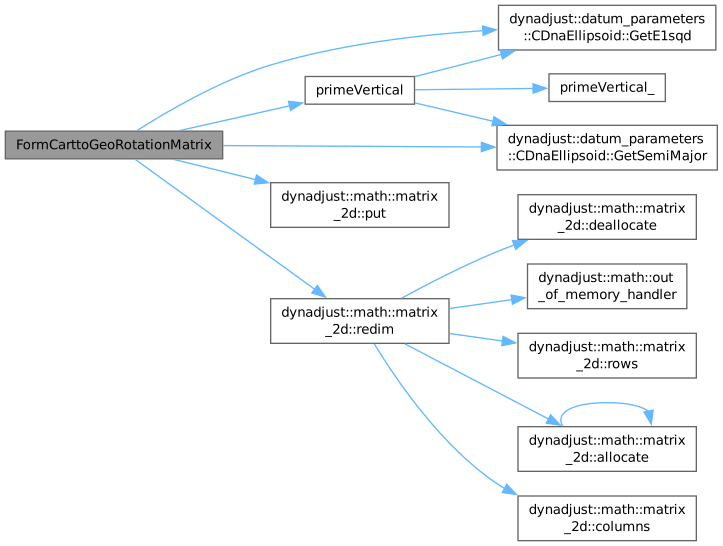 FormCarttoGeoRotationMatrix
dynadjust::datum_parameters
::CDnaEllipsoid::GetE1sqd
primeVertical
primeVertical_
dynadjust::datum_parameters
::CDnaEllipsoid::GetSemiMajor
dynadjust::math::matrix
_2d::put
dynadjust::math::matrix
_2d::redim
dynadjust::math::matrix
_2d::deallocate
dynadjust::math::out
_of_memory_handler
dynadjust::math::matrix
_2d::rows
dynadjust::math::matrix
_2d::allocate
dynadjust::math::matrix
_2d::columns